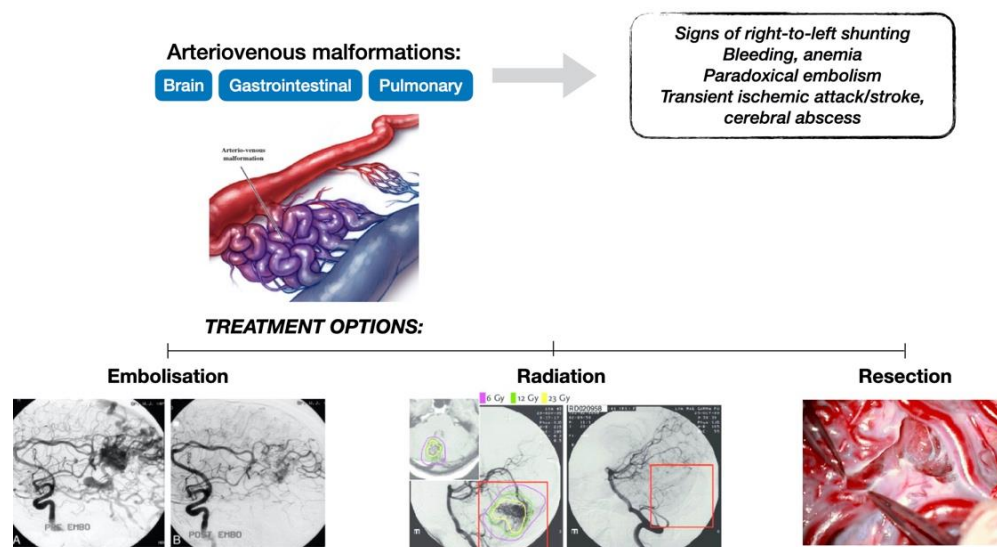 Arteriovenous malformations:
Brain
Gastrointestinal
Pulmonary
Signs of right-to-left shunting
Bleeding, anemia
Paradoxical embolism
Transient ischemic attack/stroke,
cerebral abscess
Arterio-venous
malformation
TREATMENT OPTIONS:
Embolisation
Radiation
Resection
6 Gy
12 Gy
23 Gy
PRE EMBO
A
POST EMBO
B
RO020958